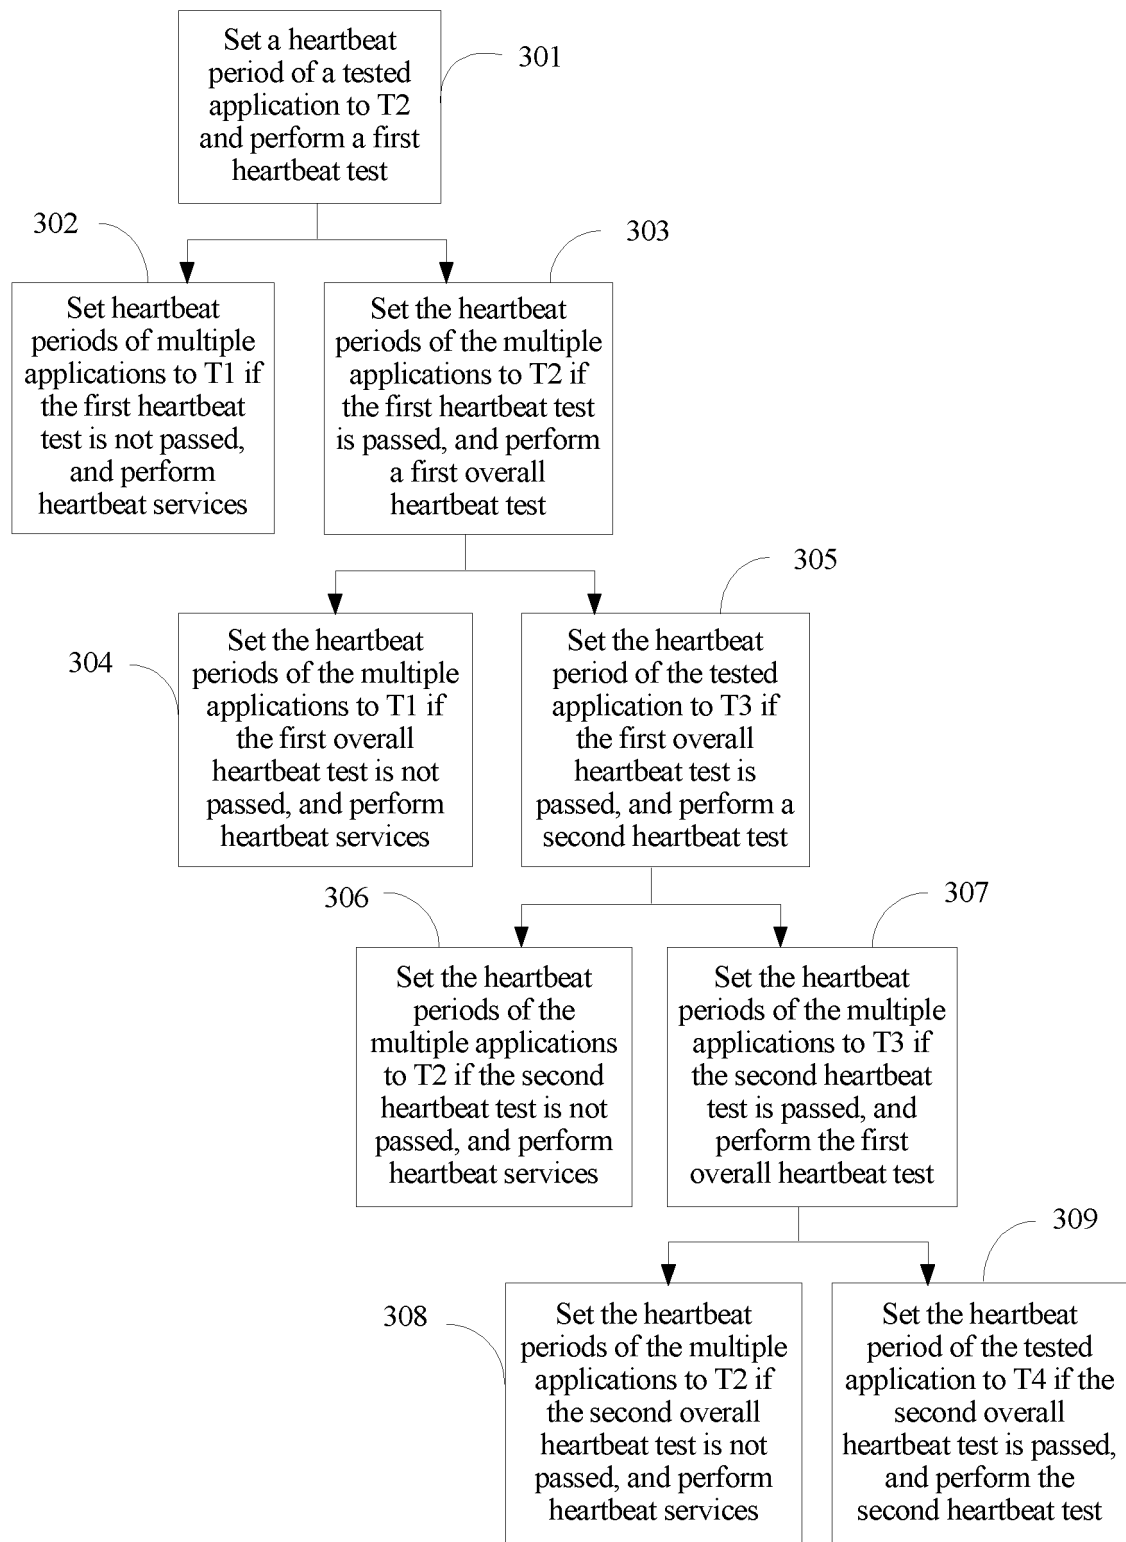 Set a heartbeat
period of a tested
application to T2
and perform a first
heartbeat test
301
302
Set heartbeat
periods of multiple
applications to T1 if
the first heartbeat
test is not passed,
and perform
heartbeat services
303
Set the heartbeat
periods of the multiple
applications to T2 if
the first heartbeat test
is passed, and perform
a first overall
heartbeat test
304
Set the heartbeat
periods of the multiple
applications to T1 if
the first overall
heartbeat test is not
passed, and perform
heartbeat services
305
Set the heartbeat
period of the tested
application to T3 if
the first overall
heartbeat test is
passed, and perform a
second heartbeat test
306
Set the heartbeat
periods of the
multiple applications
to T2 if the second
heartbeat test is not
passed, and perform
heartbeat services
307
Set the heartbeat
periods of the multiple
applications to T3 if
the second heartbeat
test is passed, and
perform the first
overall heartbeat test
308
Set the heartbeat
periods of the multiple
applications to T2 if
the second overall
heartbeat test is not
passed, and perform
heartbeat services
309
Set the heartbeat
period of the tested
application to T4 if the
second overall
heartbeat test is passed,
and perform the
second heartbeat test